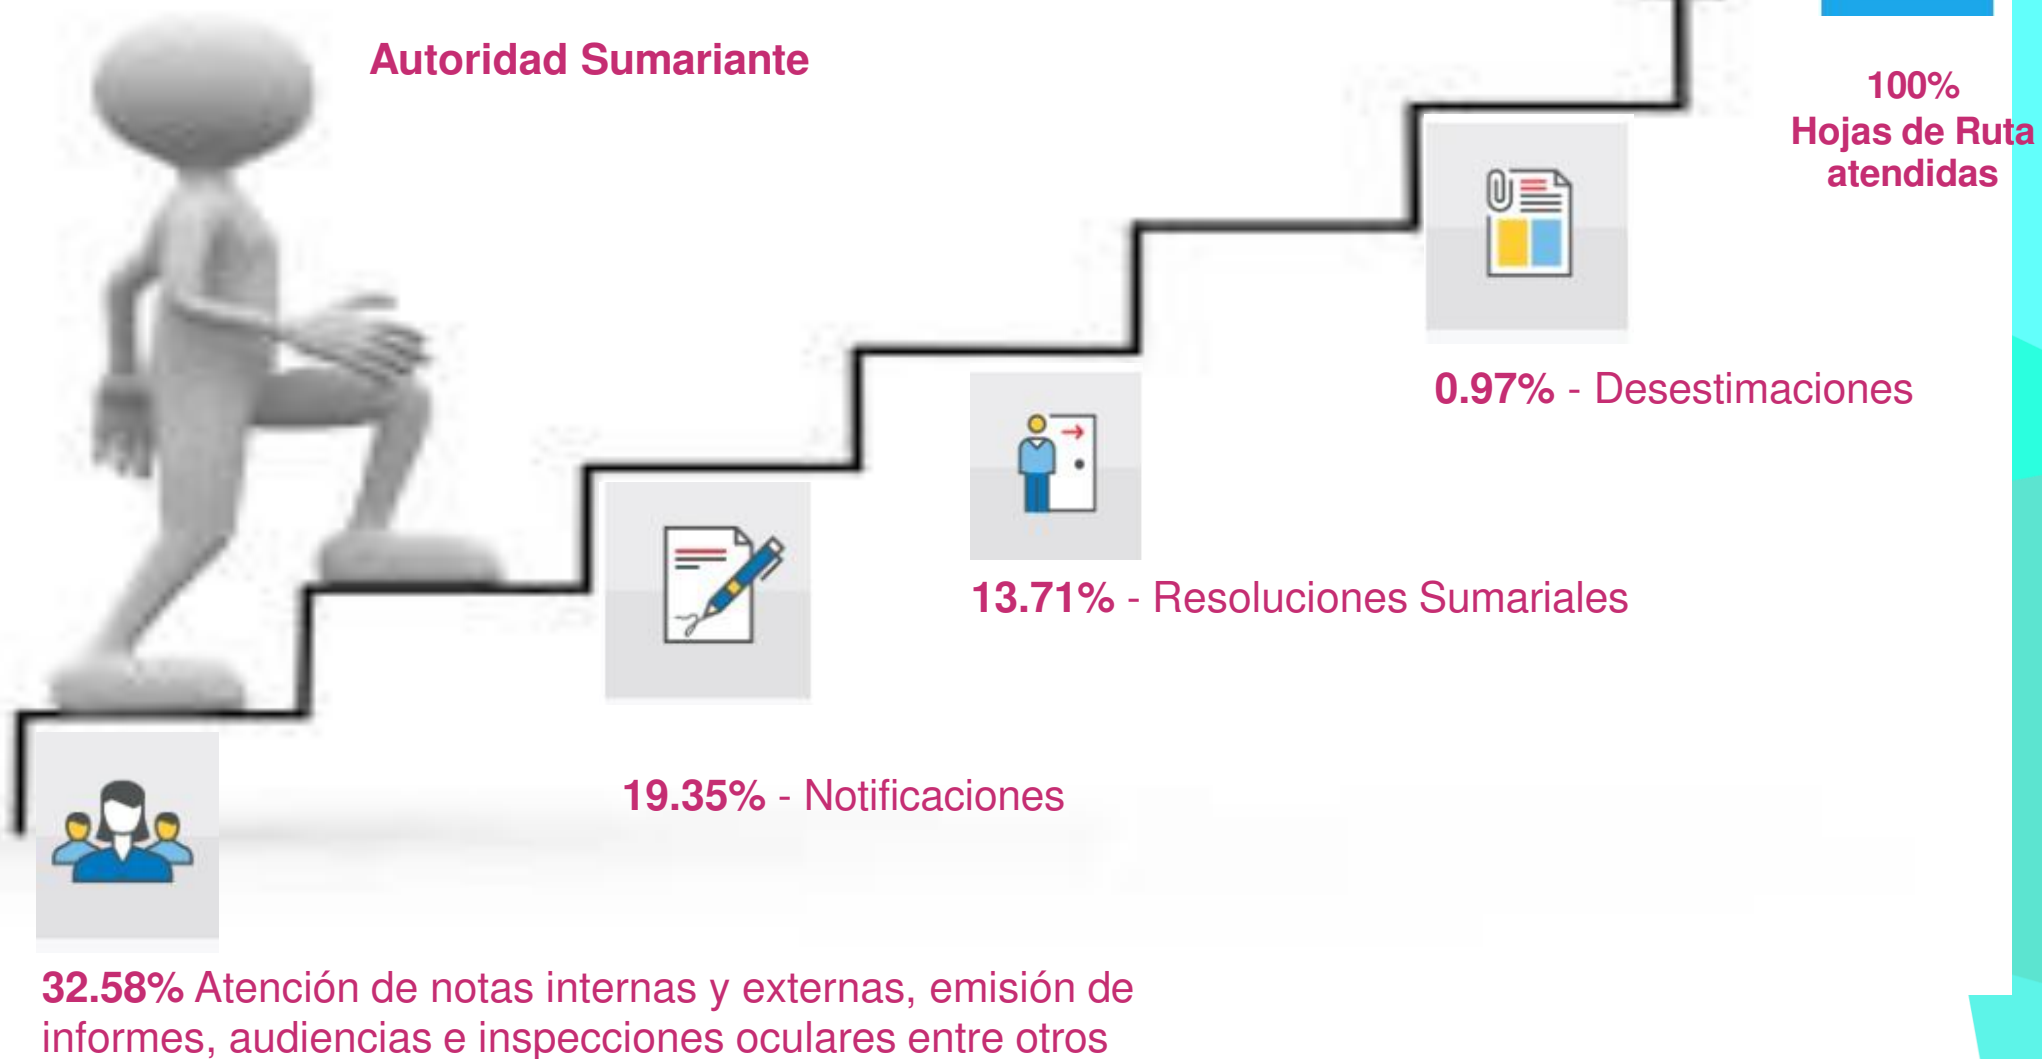 Autoridad Sumariante
100%
Hojas de Ruta
atendidas
0.97% - Desestimaciones
13.71% - Resoluciones Sumariales
19.35% - Notificaciones
32.58% Atención de notas internas y externas, emisión de
informes, audiencias e inspecciones oculares entre otros